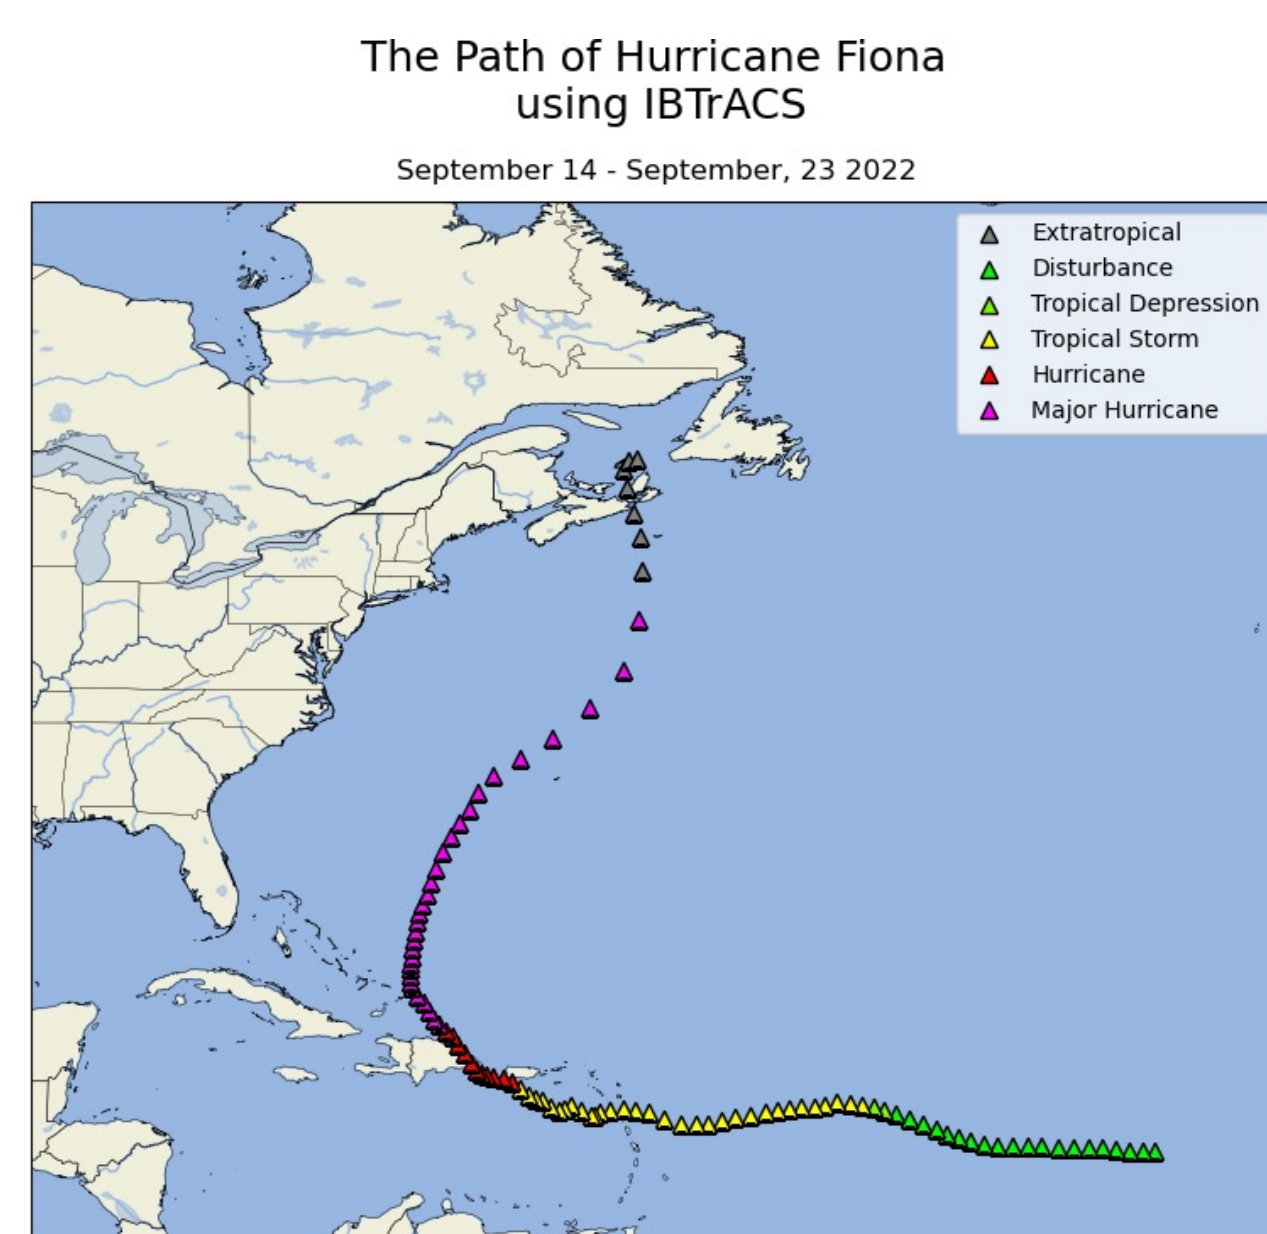 The Path of Hurricane Fiona
using IBTrACS
September 14 - September, 23 2022
Extratropical
Disturbance
Tropical Depression
Tropical Storm
Hurricane
Major Hurricane